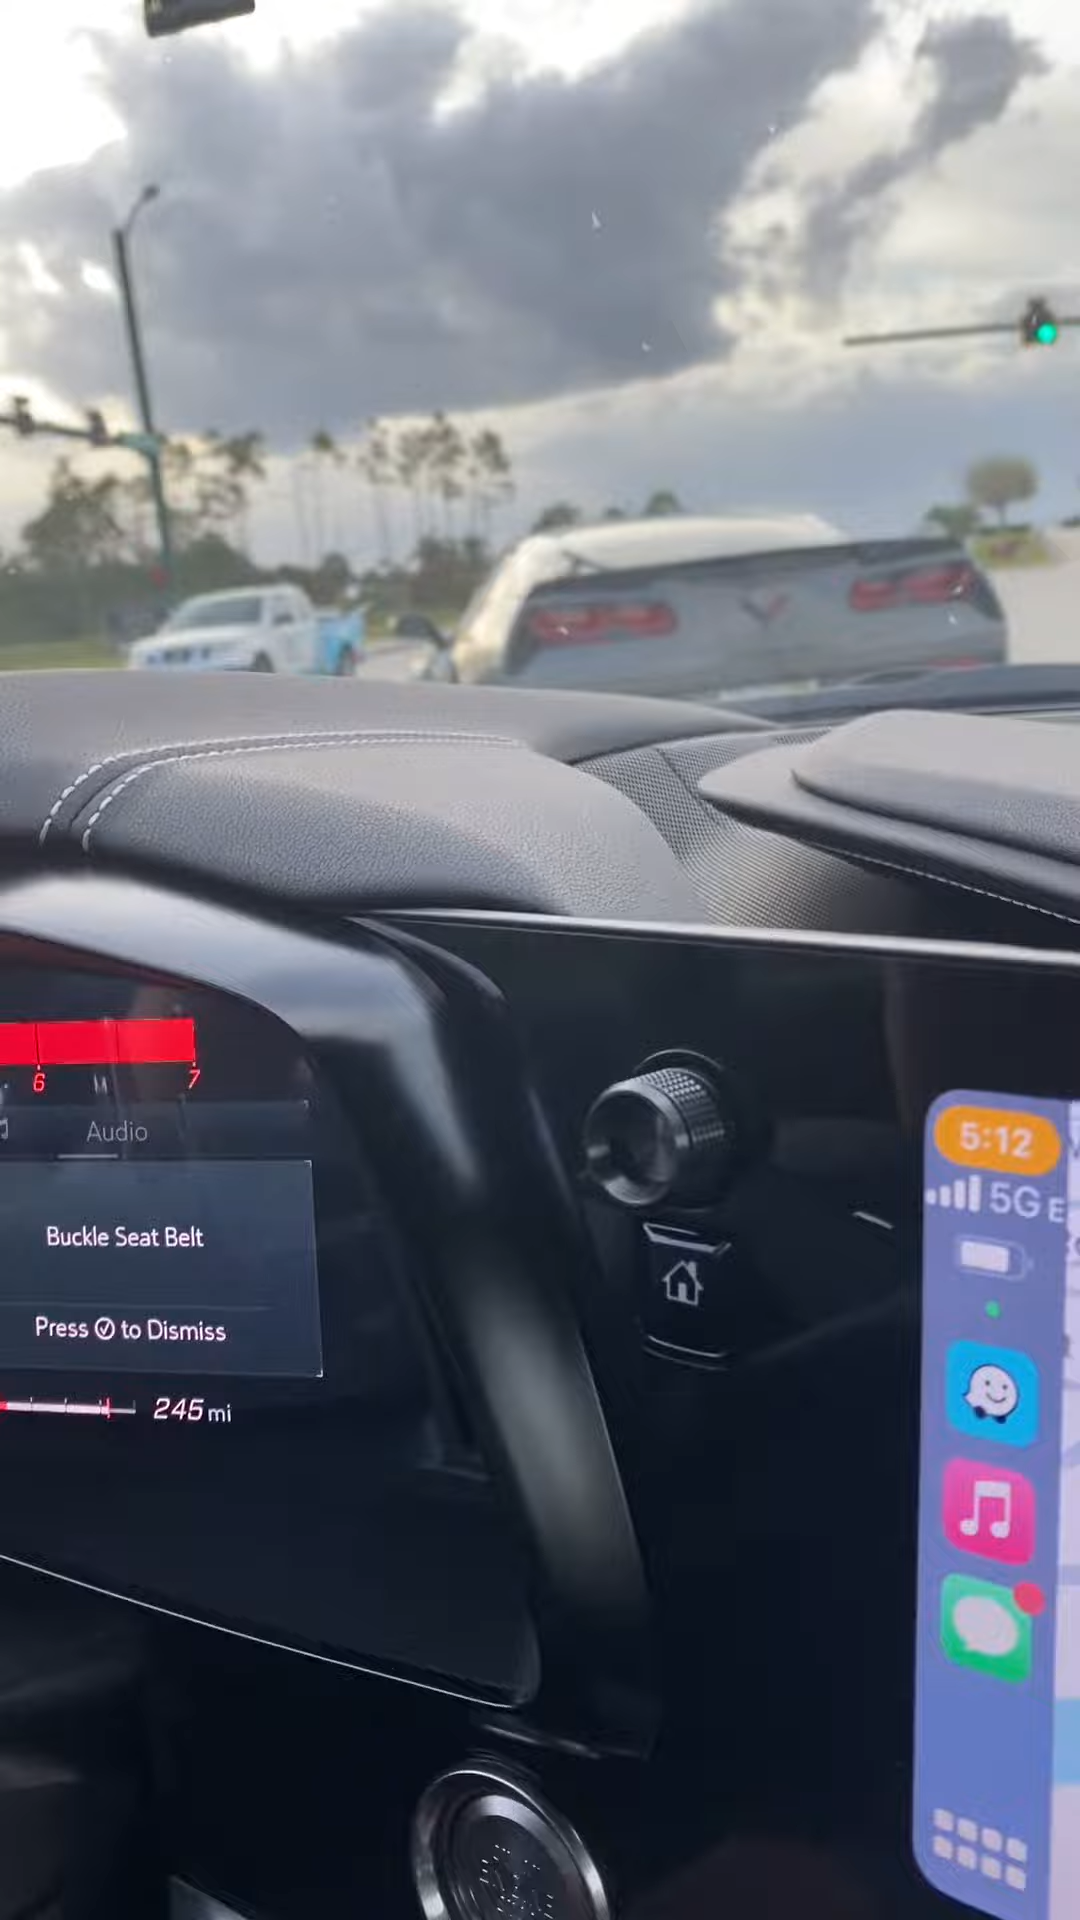 6
7
Audio
Buckle Seat Belt
Press to Dismiss
245 mi
5:12
5G E